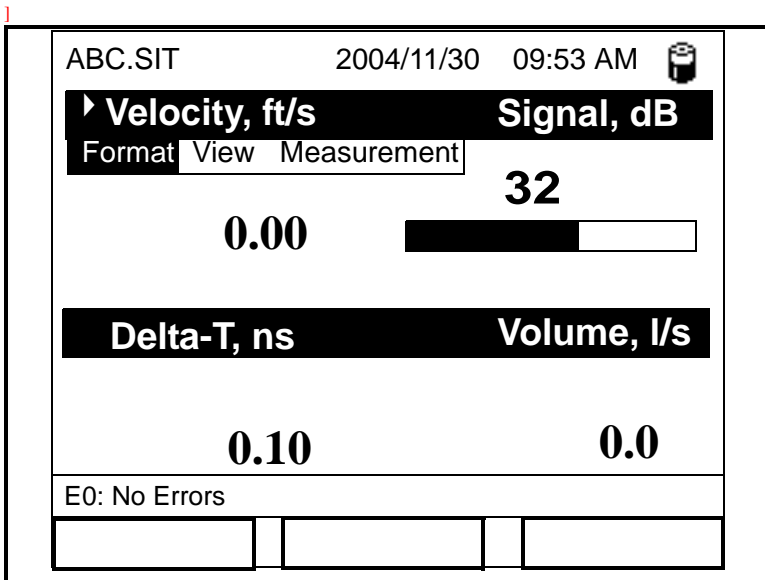 ]
ABC.SIT 2004/11/30 09:53 AM
Velocity, ft/s Signal, dB
Format View Measurement
32
0.00
Delta-T, ns Volume, l/s
0.10 0.0
E0: No Errors